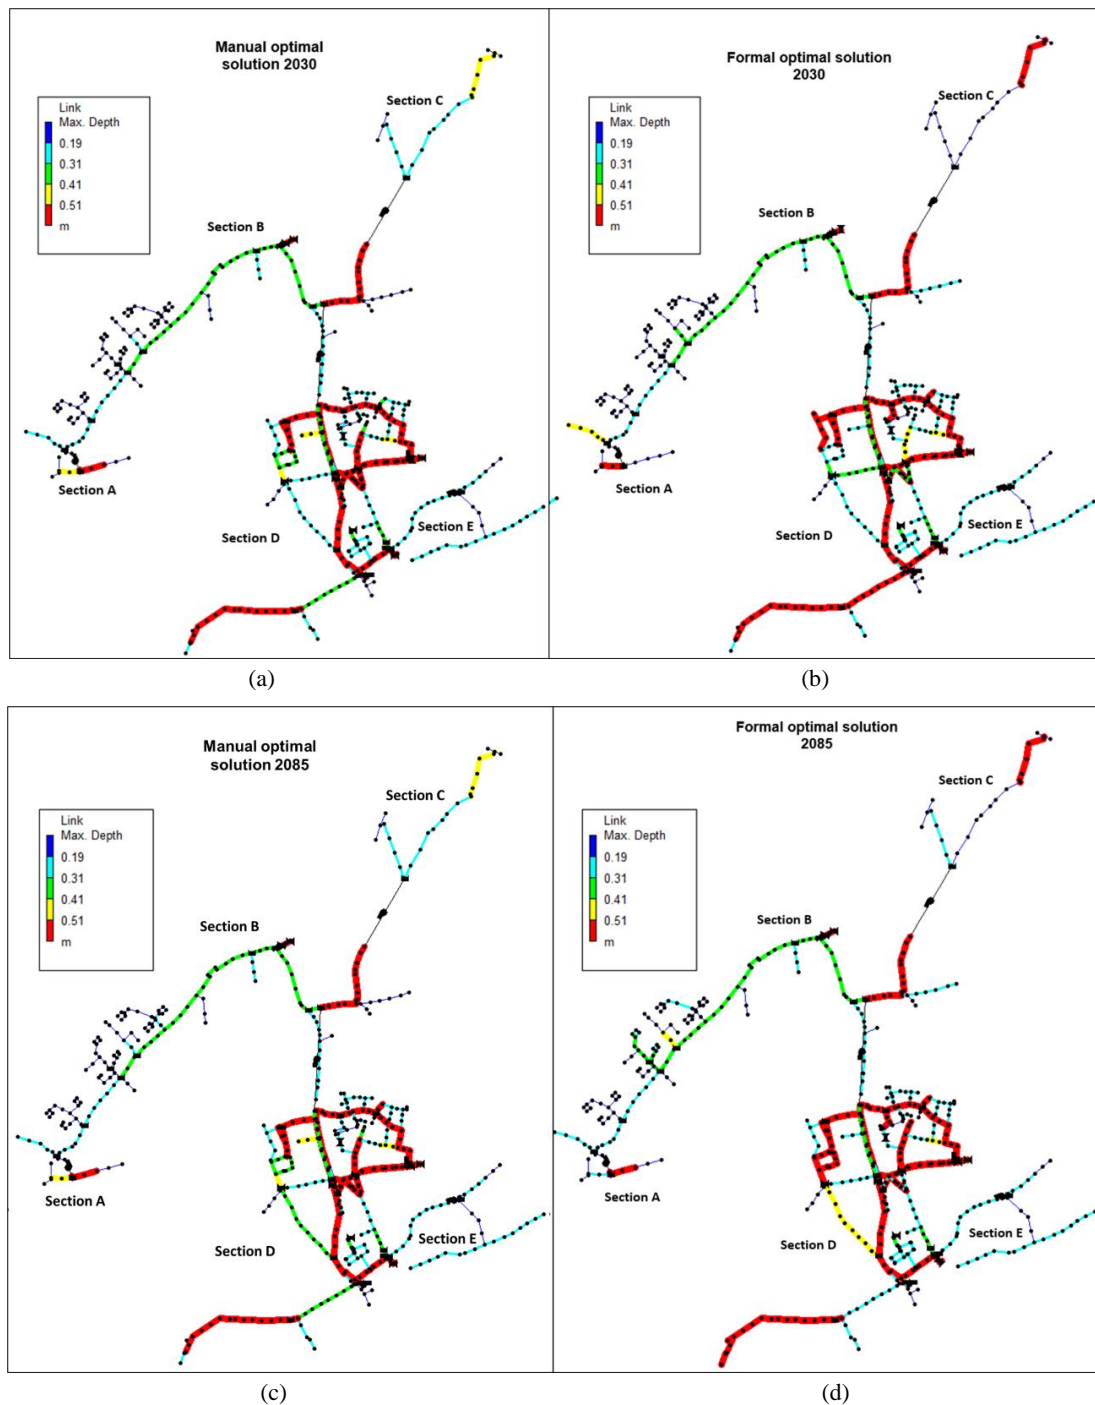 Manual optimal
solution 2030
Link
Max. Depth
0.19
0.31
0.41
0.51
m
Section C
Section B
Section A
Section D
Section E
Formal optimal solution
2030
Link
Max. Depth
0.19
0.31
0.41
0.51
m
Section C
Section B
Section A
Section D
Section E
(a)
(b)
Manual optimal
solution 2085
Link
Max. Depth
0.19
0.31
0.41
0.51
m
Section C
Section B
Section A
Section D
Section E
Formal optimal solution
2085
Link
Max. Depth
0.19
0.31
0.41
0.51
m
Section C
Section B
Section A
Section D
Section E
(c)
(d)